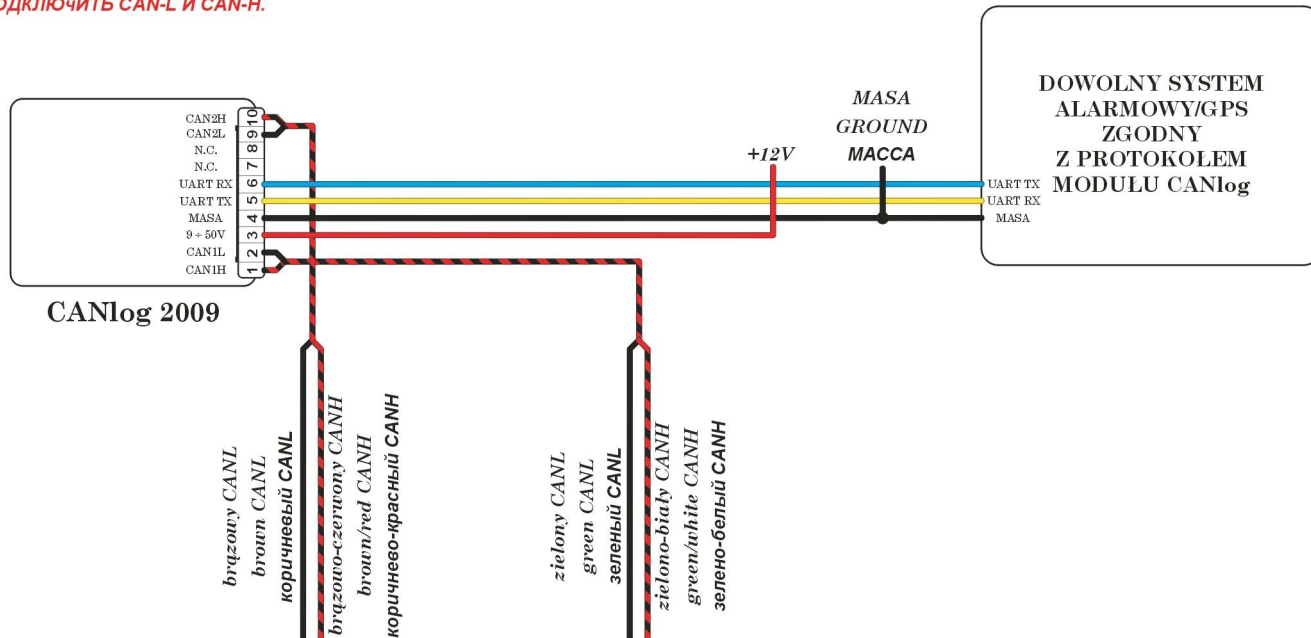 ПОДКЛЮЧИТЬ CAN-L И CAN-H.
CAN2H
CAN2L
N.C.
N.C.
UART RX
UART TX
MASA
9 ÷ 50V
CAN1L
CAN1H
10
9
8
7
6
5
4
3
2
1
CANlog 2009
+12V
MASA
GROUND
МАССА
DOWOLNY SYSTEM
ALARMOWY/GPS
ZGODNY
Z PROTOKOŁEM
MODUŁU CANlog
UART TX
UART RX
MASA
brązowy CANL
brown CANL
коричневый CANL
brązowo-czerwony CANH
brown/red CANH
коричнево-красный CANH
zielony CANL
green CANL
зеленый CANL
zielono-biały CANH
green/white CANH
зелено-белый CANH